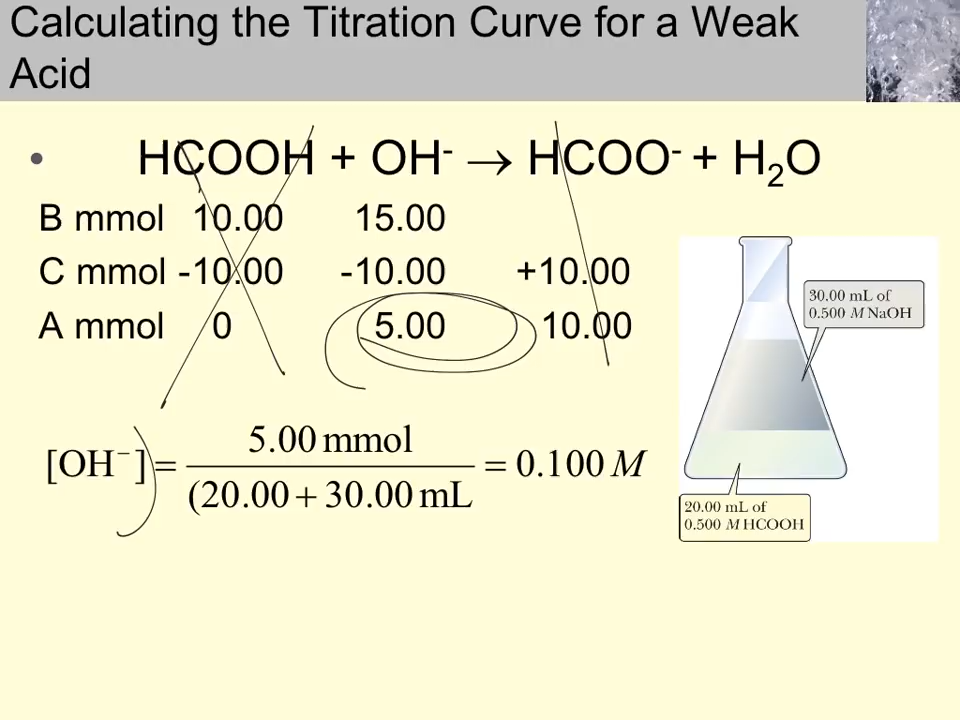 Calculating the Titration Curve for a Weak
Acid
• HCOOH + OH⁻ → HCOO⁻ + H₂O
B mmol 10.00 15.00
C mmol -10.00 -10.00 +10.00
A mmol 0 5.00 10.00
30.00 mL of
0.500 M NaOH
[OH⁻] = 5.00 mmol / (20.00 + 30.00 mL = 0.100 M
20.00 mL of
0.500 M HCOOH